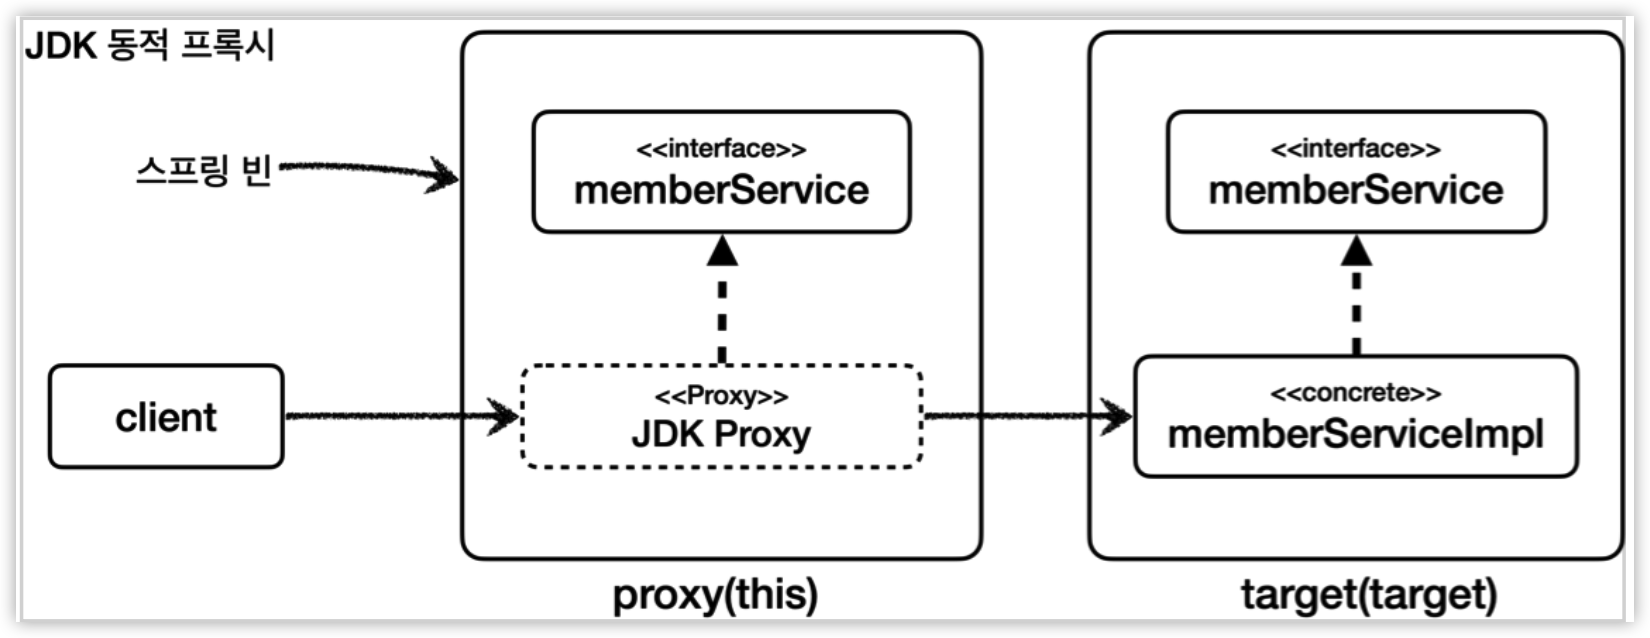 JDK 동적 프록시
스프링 빈
<<interface>>
memberService
<<interface>>
memberService
client
<<Proxy>>
JDK Proxy
<<concrete>>
memberServiceImpl
proxy(this)
target(target)